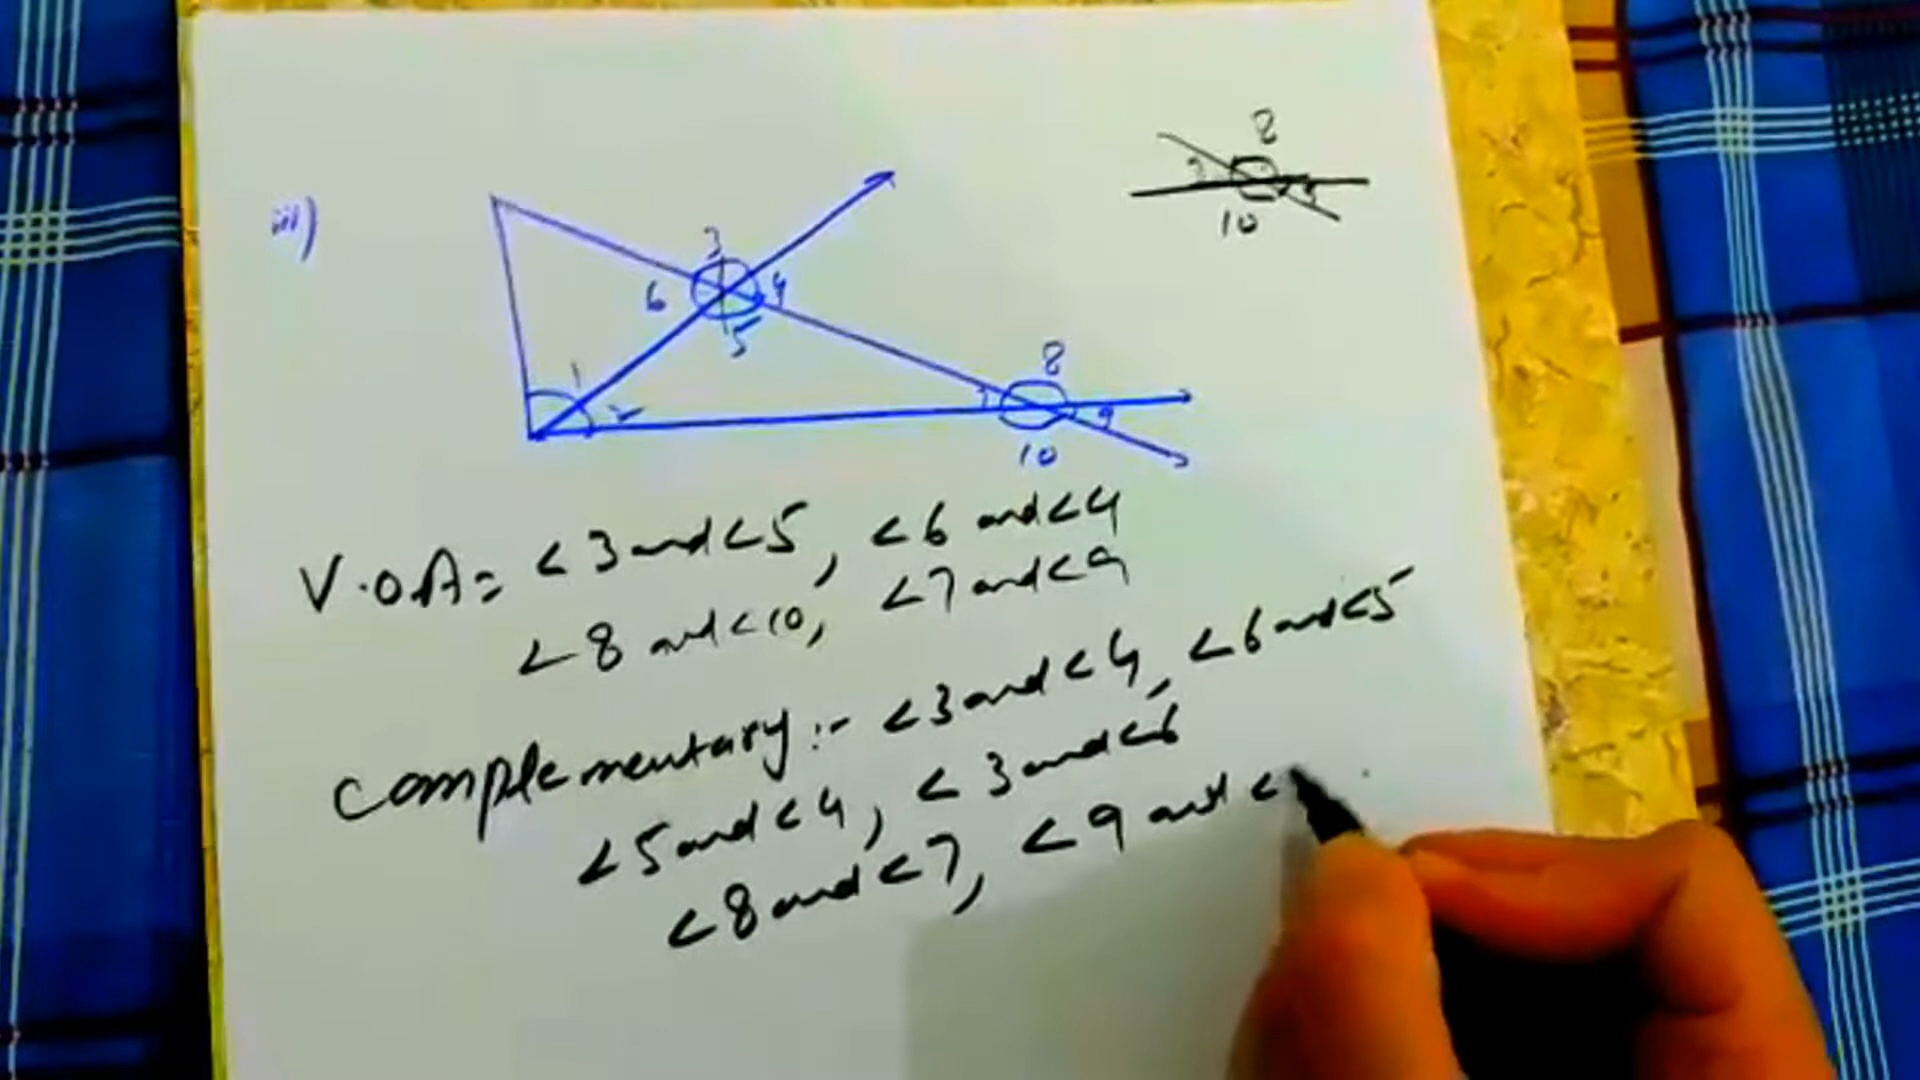 iii)
8
7 9
10
3
6 4
5
1
2
8
7 9
10
V.OA= <3 and <5, <6 and <4
<8 and <10, <7 and <9
Complementary:- <3 and <4, <6 and <5
<5 and <4, <3 and <6
<8 and <7, <9 and <